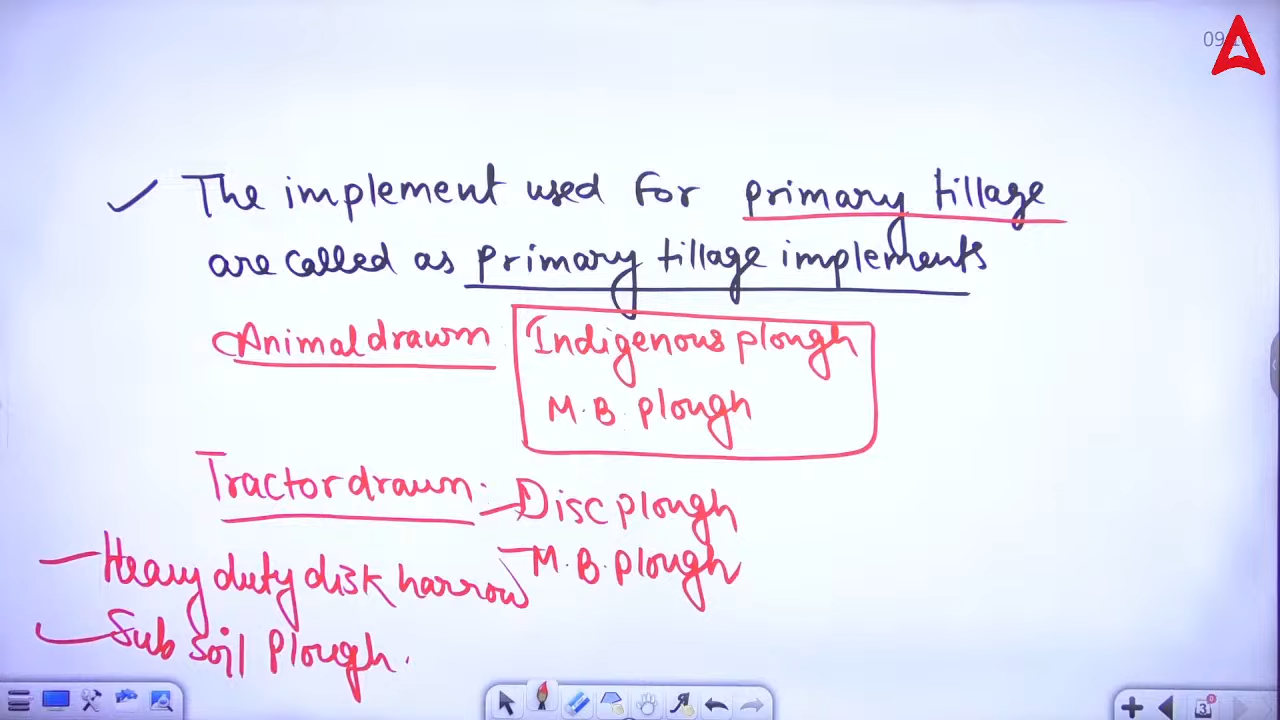 The implement used for primary tillage
are called as primary tillage implements
Animal drawn Indigenous plough
M.B. plough
Tractor drawn. Disc plough
M.B. plough
Heavy duty disk harrow
Sub soil Plough.
3